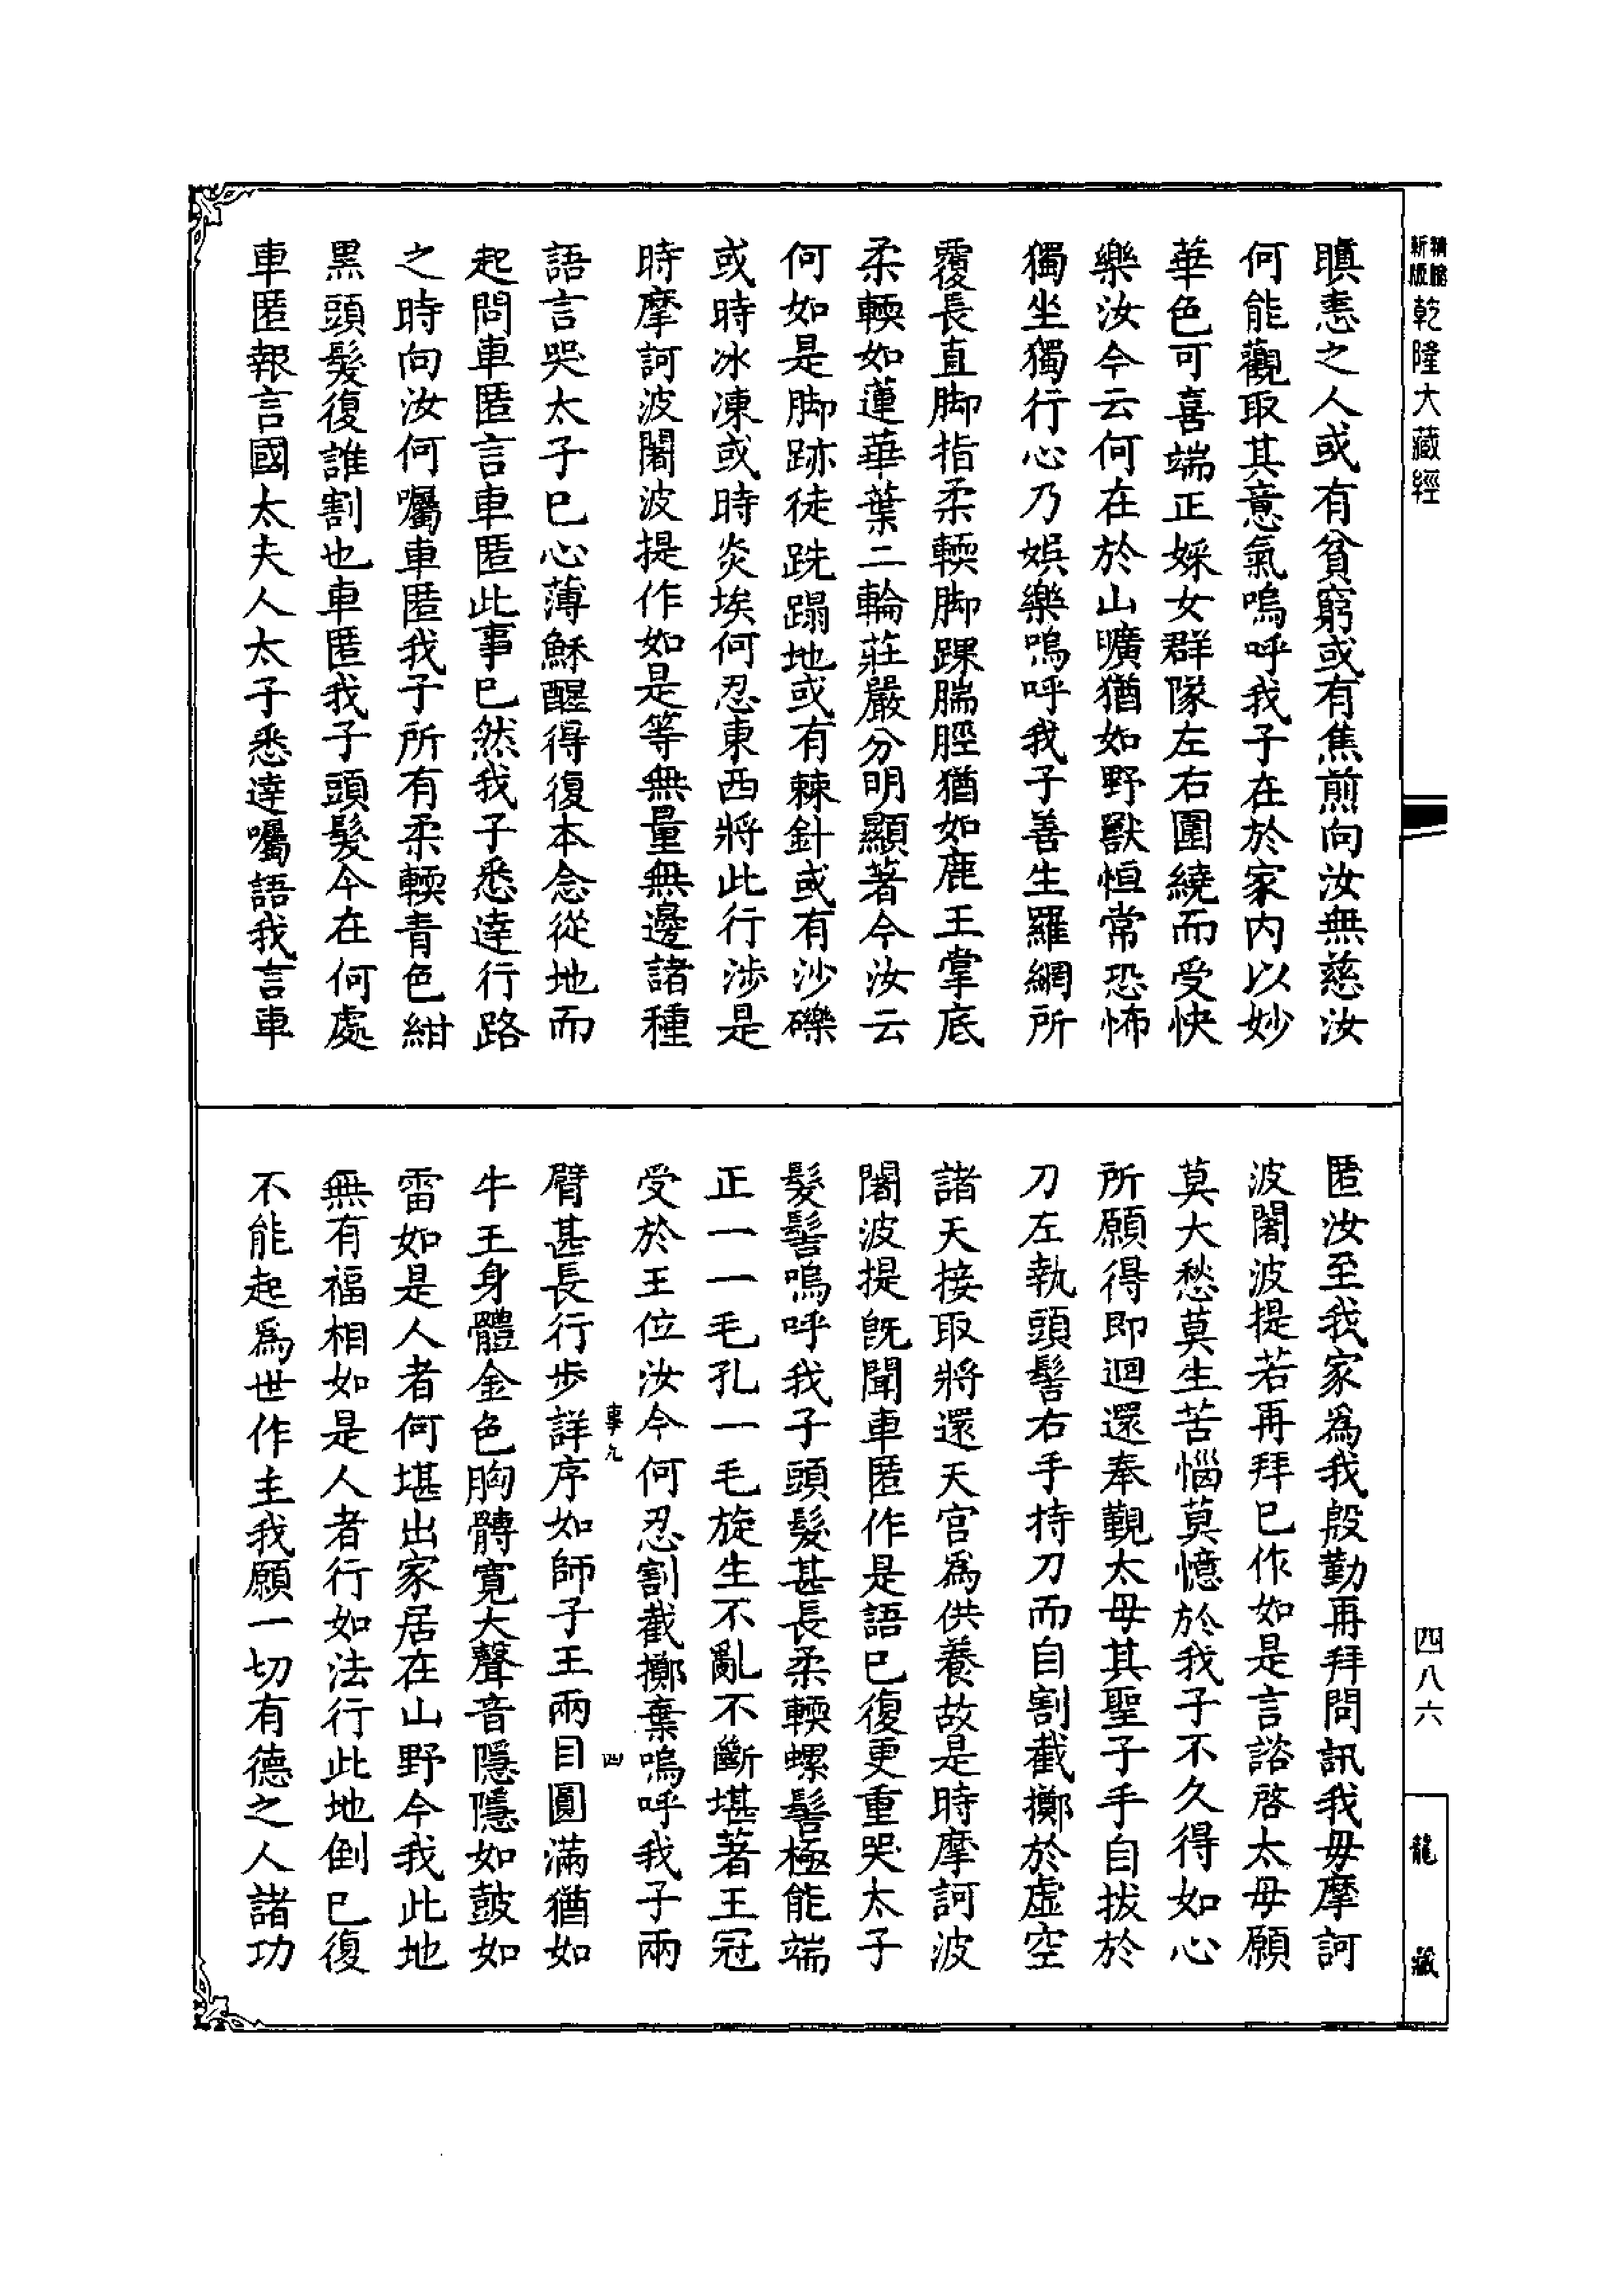 精縮
新版
乾隆大藏經
瞋恚之人或有貧窮或有焦煎向汝無慈汝
何能觀取其意氣嗚呼我子在於家内以妙
華色可喜端正婇女群隊左右圍繞而受快
樂汝今云何在於山曠猶如野獸恒常恐怖
獨坐獨行心乃娛樂嗚呼我子善生羅網所
覆長直脚指柔輭脚踝腨脛猶如鹿王掌底
柔輭如蓮華葉二輪莊嚴分明顯著今汝云
何如是脚跡徒跣蹋地或有棘針或有沙礫
或時冰凍或時炎埃何忍東西將此行涉是
時摩訶波闍波提作如是等無量無邊諸種
語言哭太子已心薄穌醒得復本念從地而
起問車匿言車匿此事已然我子悉達行路
之時向汝何囑車匿我子所有柔輭青色紺
黑頭髮復誰割也車匿我子頭髮今在何處
車匿報言國太夫人太子悉達囑語我言車
匿汝至我家爲我殷勤再拜問訊我毋摩訶
波闍波提若再拜已作如是言諮啓太毋願
莫大愁莫生苦惱莫憶於我子不久得如心
所願得即迴還奉覲太毋其聖子手自拔於
刀左執頭髻右手持刀而自割截擲於虛空
諸天接取將還天宮爲供養故是時摩訶波
闍波提旣聞車匿作是語已復更重哭太子
髮髻嗚呼我子頭髮甚長柔輭螺髻極能端
正一一毛孔一毛旋生不亂不斷堪著王冠
受於王位汝今何忍割截擲棄嗚呼我子兩
事九
四
臂甚長行步詳序如師子王兩目圓滿猶如
牛王身體金色胸髆寬大聲音隱隱如鼓如
雷如是人者何堪出家居在山野今我此地
無有福相如是人者行如法行此地倒已復
不能起爲世作主我願一切有德之人諸功
四八六
龍藏